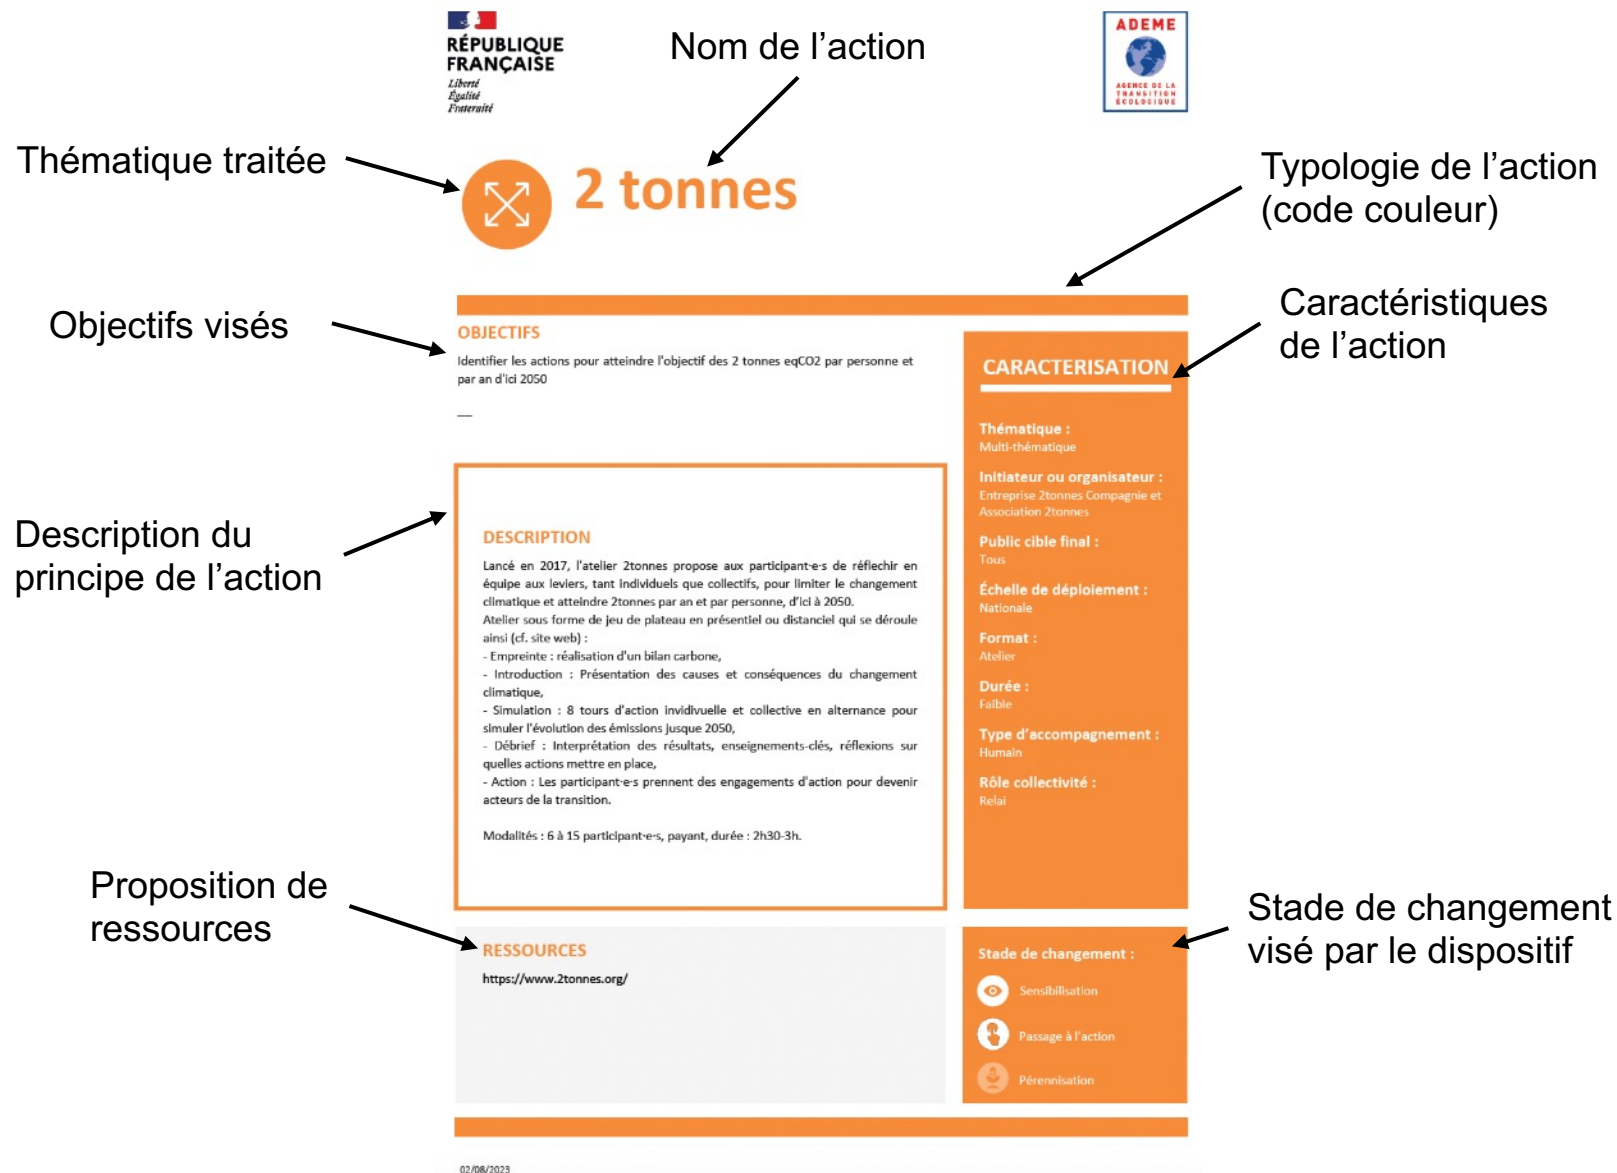 RÉPUBLIQUE
FRANÇAISE
Liberté
Égalité
Fraternité
Nom de l’action
ADEME
AGENCE DE LA
TRANSITION
ÉCOLOGIQUE
Thématique traitée
2 tonnes
Typologie de l’action
(code couleur)
Objectifs visés
OBJECTIFS
Identifier les actions pour atteindre l'objectif des 2 tonnes eqCO2 par personne et
par an d'ici 2050
Caractéristiques
de l’action
CARACTERISATION
Thématique :
Multi-thématique
Initiateur ou organisateur :
Entreprise 2tonnes Compagnie et
Association 2tonnes
Public cible final :
Tous
Échelle de déploiement :
Nationale
Format :
Atelier
Durée :
Faible
Type d’accompagnement :
Humain
Rôle collectivité :
Relai
Description du
principe de l’action
DESCRIPTION
Lancé en 2017, l'atelier 2tonnes propose aux participant·e·s de réflechir en
équipe aux leviers, tant individuels que collectifs, pour limiter le changement
climatique et atteindre 2tonnes par an et par personne, d’ici à 2050.
Atelier sous forme de jeu de plateau en présentiel ou distanciel qui se déroule
ainsi (cf. site web) :
- Empreinte : réalisation d'un bilan carbone,
- Introduction : Présentation des causes et conséquences du changement
climatique,
- Simulation : 8 tours d'action invidivuelle et collective en alternance pour
simuler l'évolution des émissions jusque 2050,
- Débrief : Interprétation des résultats, enseignements-clés, réflexions sur
quelles actions mettre en place,
- Action : Les participant·e·s prennent des engagements d'action pour devenir
acteurs de la transition.
Modalités : 6 à 15 participant·e·s, payant, durée : 2h30-3h.
Proposition de
ressources
RESSOURCES
https://www.2tonnes.org/
Stade de changement :
Sensibilisation
Passage à l’action
Pérennisation
Stade de changement
visé par le dispositif
02/08/2023